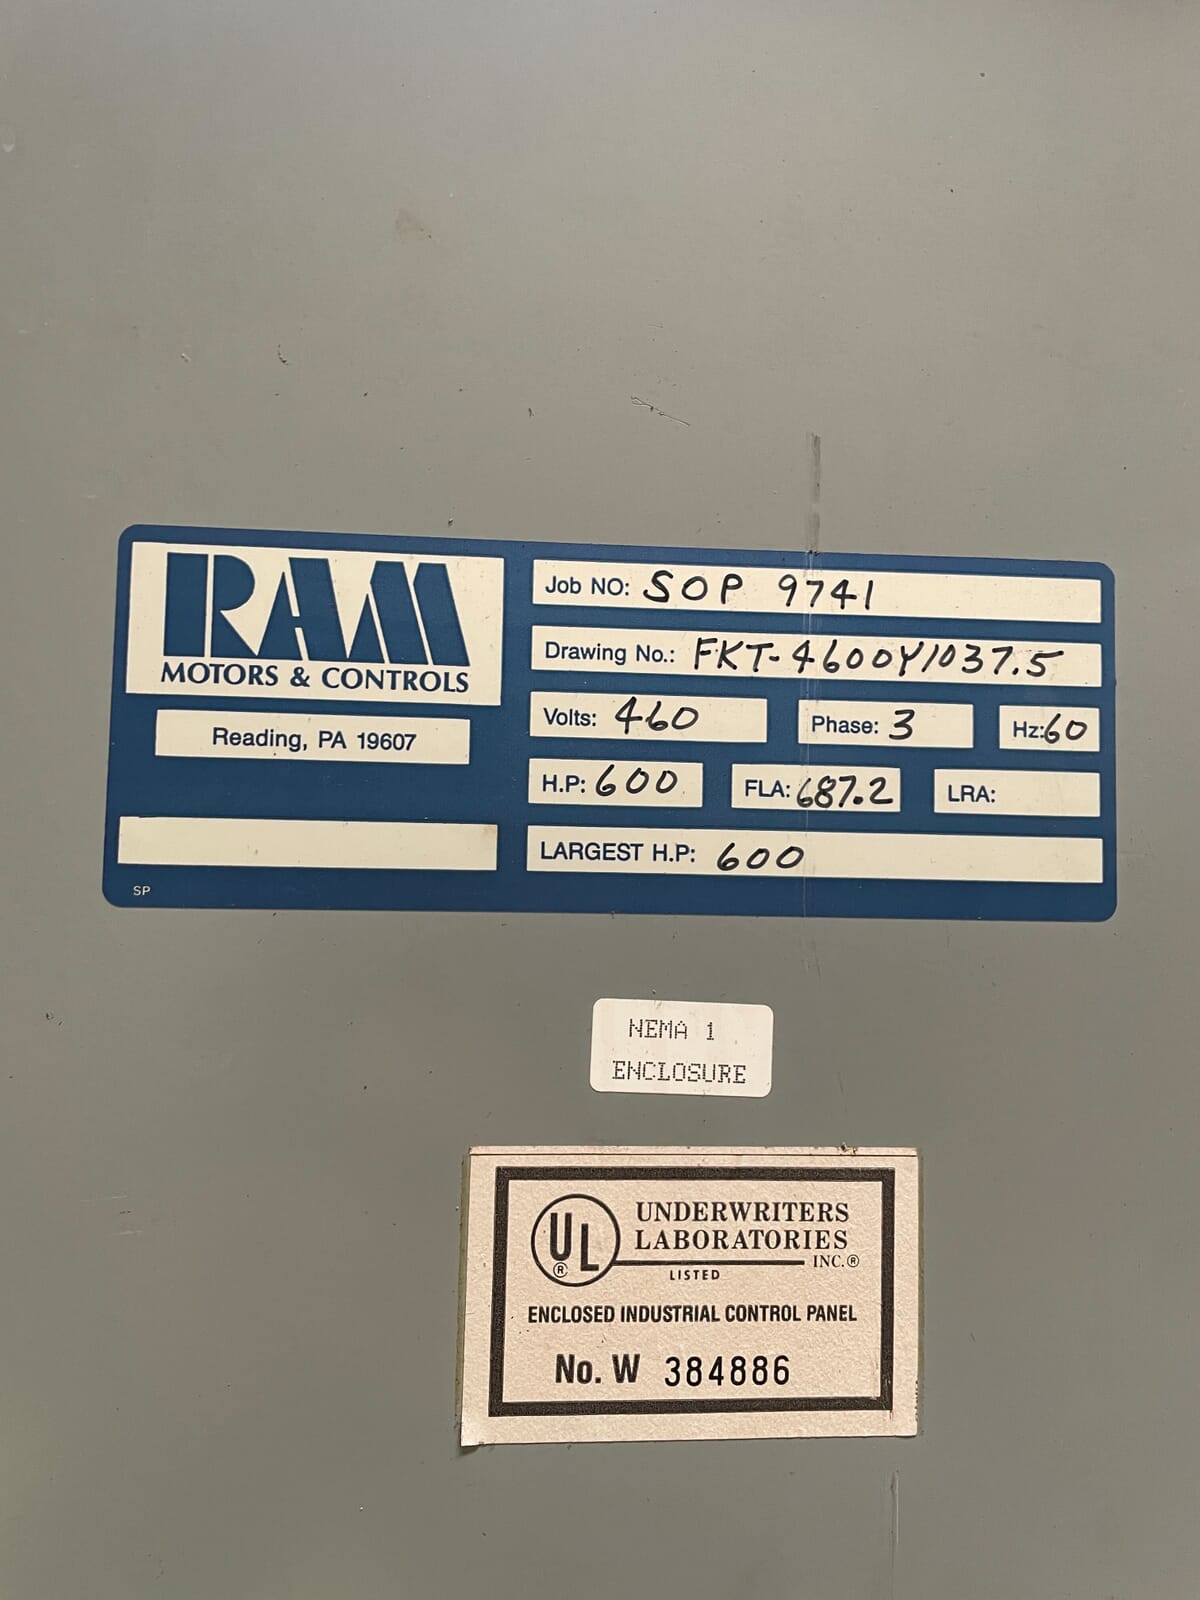 RAM
MOTORS & CONTROLS
Reading, PA 19607
SP
Job NO: SOP 9741
Drawing No.: FKT-4600Y1037.5
Volts: 460 Phase: 3 Hz: 60
H.P: 600 FLA: 687.2 LRA:
LARGEST H.P: 600
NEMA 1
ENCLOSURE
UL ® UNDERWRITERS
LABORATORIES
INC.®
LISTED
ENCLOSED INDUSTRIAL CONTROL PANEL
No. W 384886